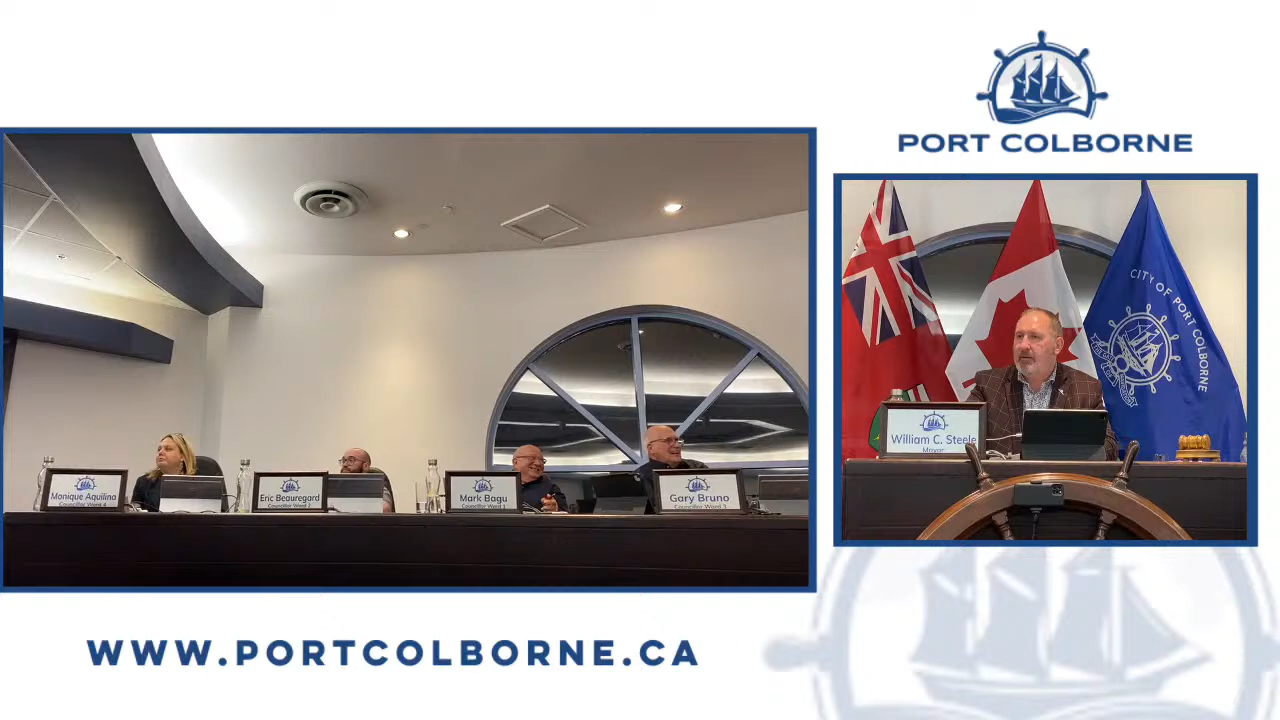 PORT COLBORNE
CITY OF PORT COLBORNE
William C. Steele
Mayor
Monique Aquilina
Councillor Ward 4
Eric Beauregard
Councillor Ward 2
Mark Bagu
Councillor Ward 1
Gary Bruno
Councillor Ward 3
WWW.PORTCOLBORNE.CA